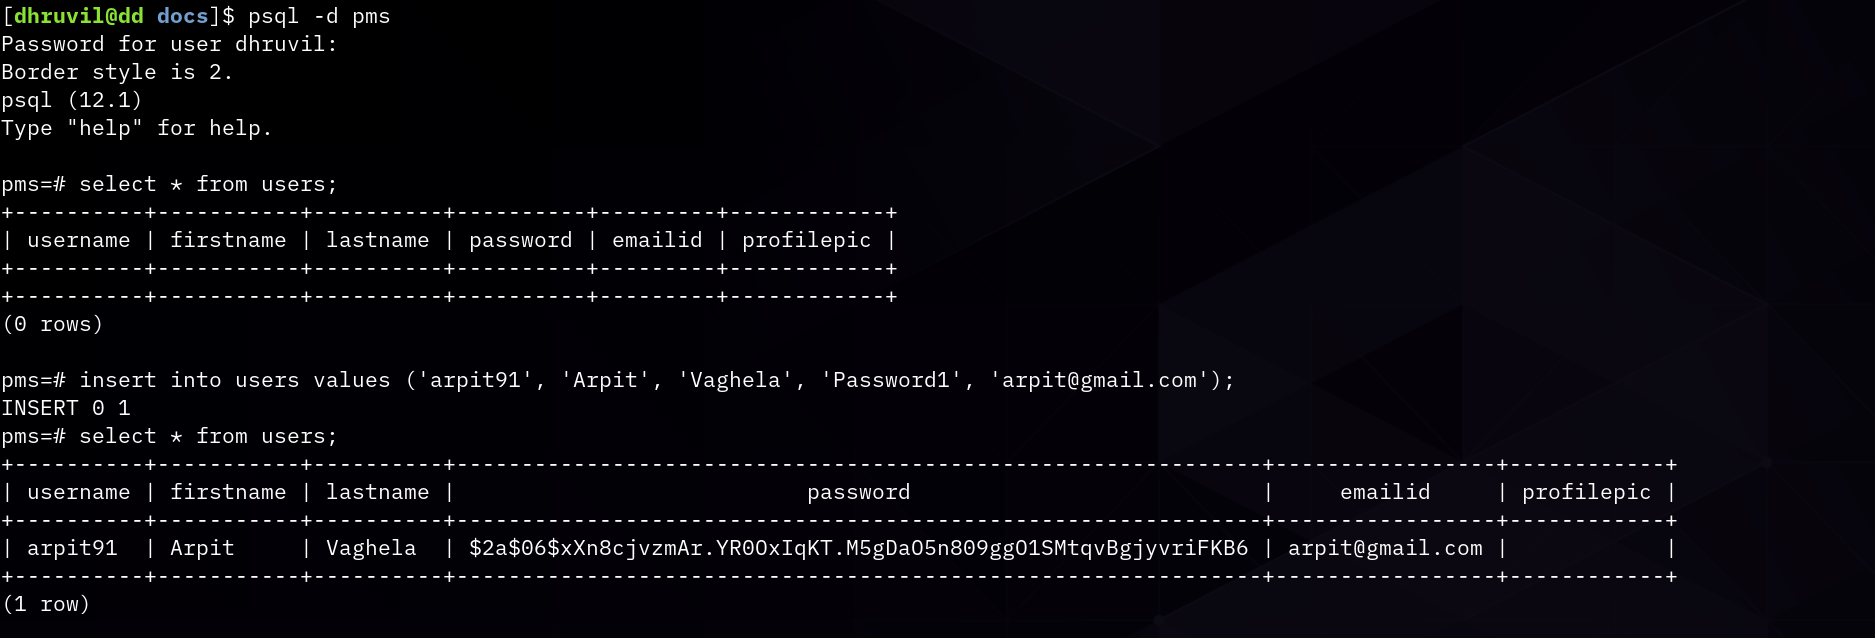 [dhruvil@dd docs]$ psql -d pms
Password for user dhruvil:
Border style is 2.
psql (12.1)
Type "help" for help.

pms=# select * from users;
+----------+-----------+----------+----------+---------+------------+
| username | firstname | lastname | password | emailid | profilepic |
+----------+-----------+----------+----------+---------+------------+
+----------+-----------+----------+----------+---------+------------+
(0 rows)

pms=# insert into users values ('arpit91', 'Arpit', 'Vaghela', 'Password1', 'arpit@gmail.com');
INSERT 0 1
pms=# select * from users;
+----------+-----------+----------+--------------------------------------------------------------+-----------------+------------+
| username | firstname | lastname |                           password                           |     emailid     | profilepic |
+----------+-----------+----------+--------------------------------------------------------------+-----------------+------------+
| arpit91  | Arpit     | Vaghela  | $2a$06$xXn8cjvzmAr.YR0OxIqKT.M5gDaO5n809ggO1SMtqvBgjyvriFKB6 | arpit@gmail.com |            |
+----------+-----------+----------+--------------------------------------------------------------+-----------------+------------+
(1 row)